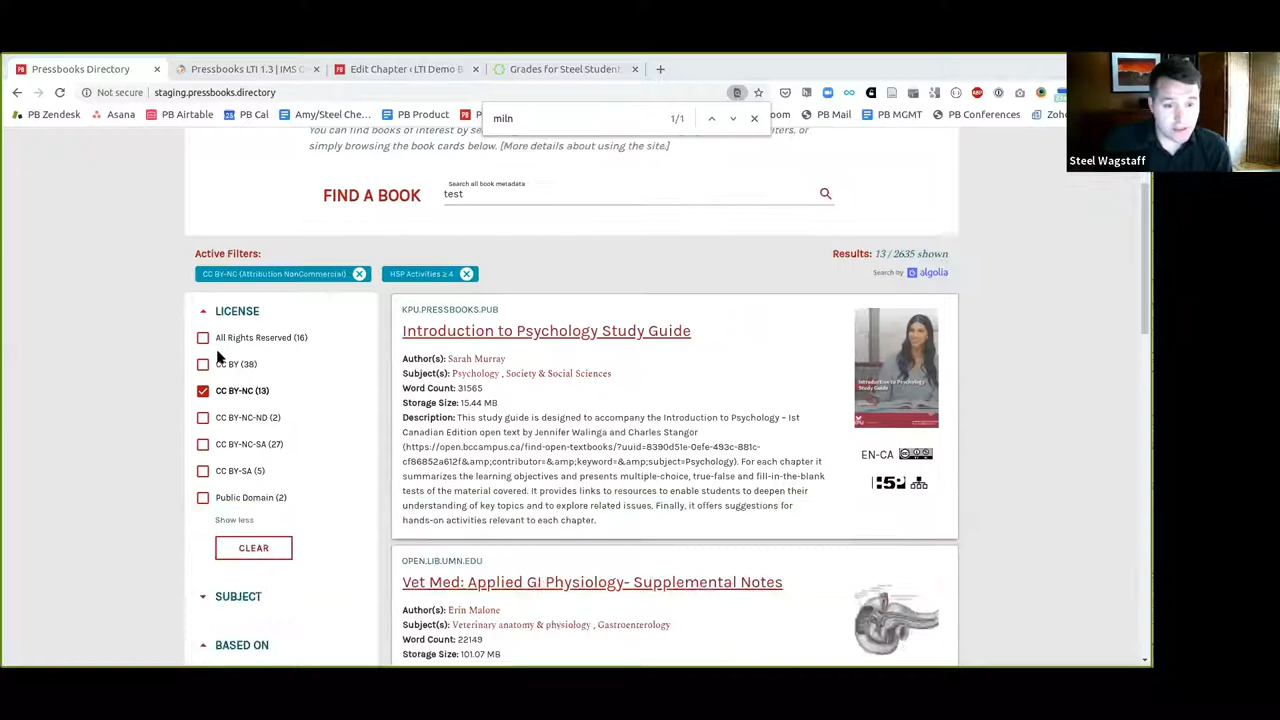 Pressbooks Directory
Pressbooks LTI 1.3 | IMS
Edit Chapter ‹ LTI Demo B
Grades for Steel Student
Not secure
staging.pressbooks.directory
PB Zendesk
Asana
PB Airtable
PB Cal
Amy/Steel Che...
PB Product
miln
1/1
PB Mail
PB MGMT
PB Conferences
Zoho
Steel Wagstaff
simply browsing the book cards below. [More details about using the site.]
FIND A BOOK
Search all book metadata
test
Active Filters:
CC BY-NC (Attribution NonCommercial)
H5P Activities ≥ 4
Results: 13 / 2635 shown
Search by algolia
LICENSE
All Rights Reserved (16)
CC BY (38)
CC BY-NC (13)
CC BY-NC-ND (2)
CC BY-NC-SA (27)
CC BY-SA (5)
Public Domain (2)
Show less
CLEAR
SUBJECT
BASED ON
KPU.PRESSBOOKS.PUB
Introduction to Psychology Study Guide
Author(s): Sarah Murray
Subject(s): Psychology , Society & Social Sciences
Word Count: 31565
Storage Size: 15.44 MB
Description: This study guide is designed to accompany the Introduction to Psychology – 1st
Canadian Edition open text by Jennifer Walinga and Charles Stangor
(https://open.bccampus.ca/find-open-textbooks/?uuid=8390d51e-0efe-493c-881c-
cf86852a612f&amp;contributor=&amp;keyword=&amp;subject=Psychology). For each chapter it
summarizes the learning objectives and presents multiple-choice, true-false and fill-in-the-blank
tests of the material covered. It provides links to resources to enable students to deepen their
understanding of key topics and to explore related issues. Finally, it offers suggestions for
hands-on activities relevant to each chapter.
Introduction to Psychology
Study Guide
EN-CA
H5P
OPEN.LIB.UMN.EDU
Vet Med: Applied GI Physiology- Supplemental Notes
Author(s): Erin Malone
Subject(s): Veterinary anatomy & physiology , Gastroenterology
Word Count: 22149
Storage Size: 101.07 MB